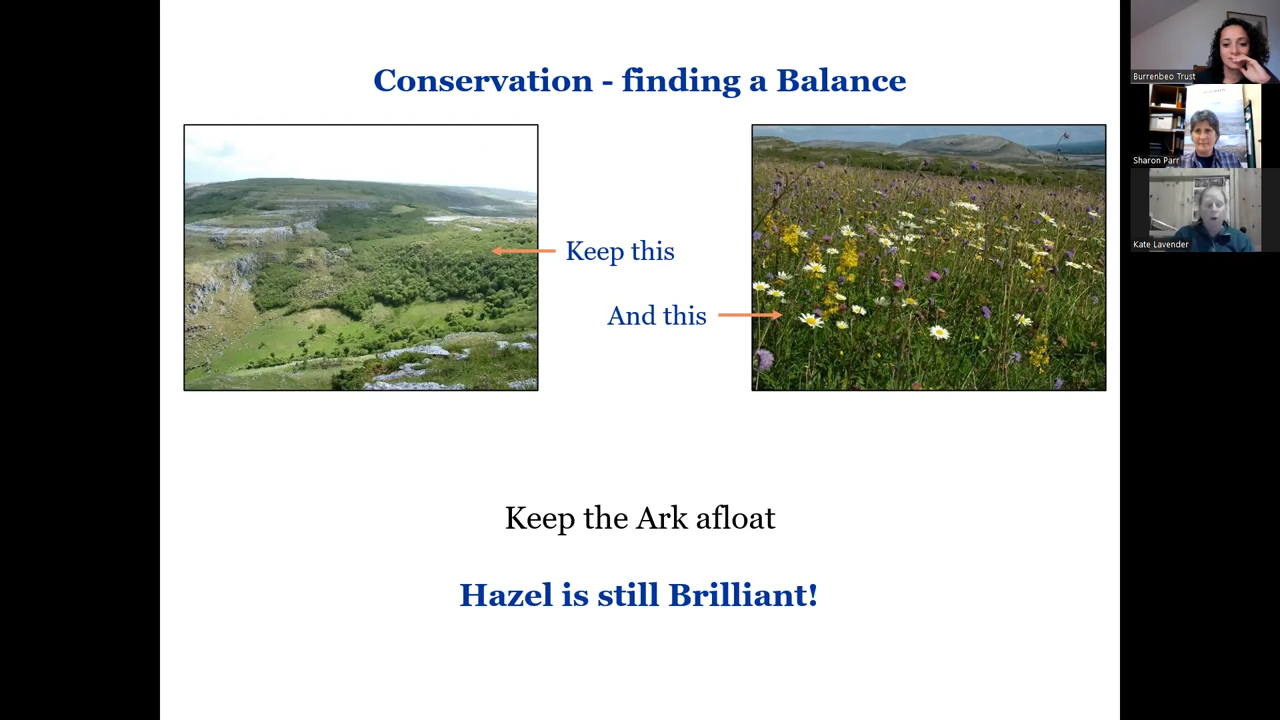 Conservation - finding a Balance
Keep this
And this
Keep the Ark afloat
Hazel is still Brilliant!
Burrenbeo Trust
Sharon Parr
Kate Lavender